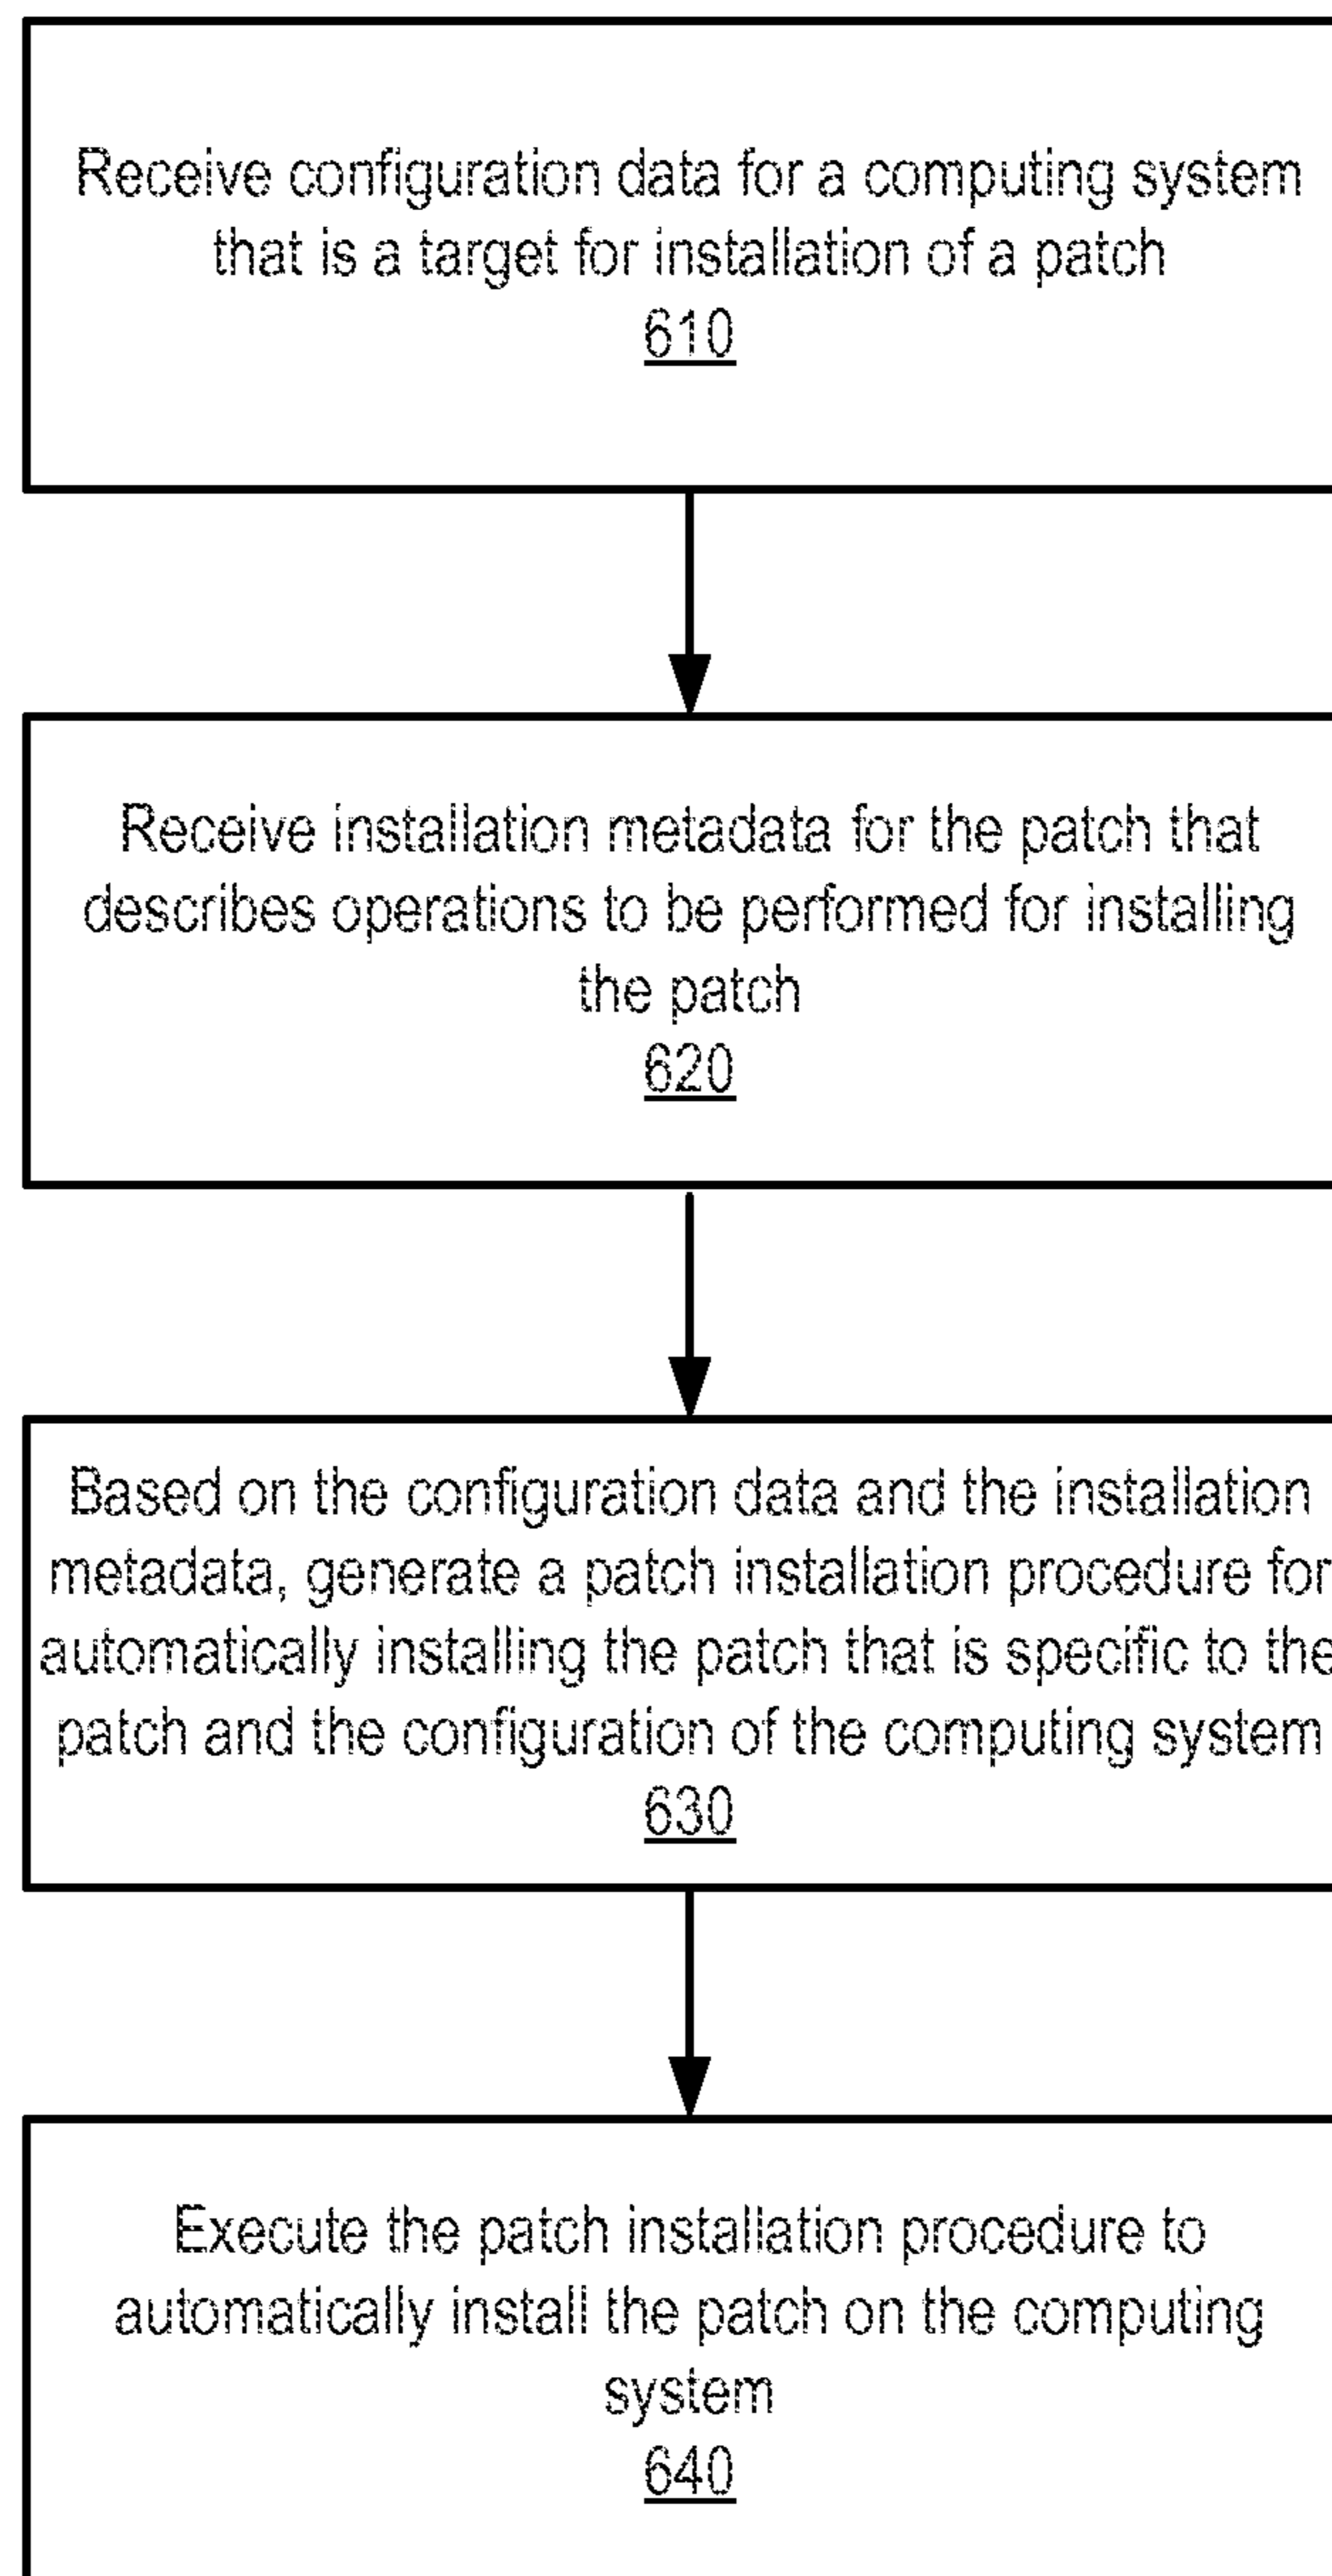 Receive configuration data for a computing system
that is a target for installation of a patch
610
Receive installation metadata for the patch that
describes operations to be performed for installing
the patch
620
Based on the configuration data and the installation
metadata, generate a patch installation procedure for
automatically installing the patch that is specific to the
patch and the configuration of the computing system
630
Execute the patch installation procedure to
automatically install the patch on the computing
system
640